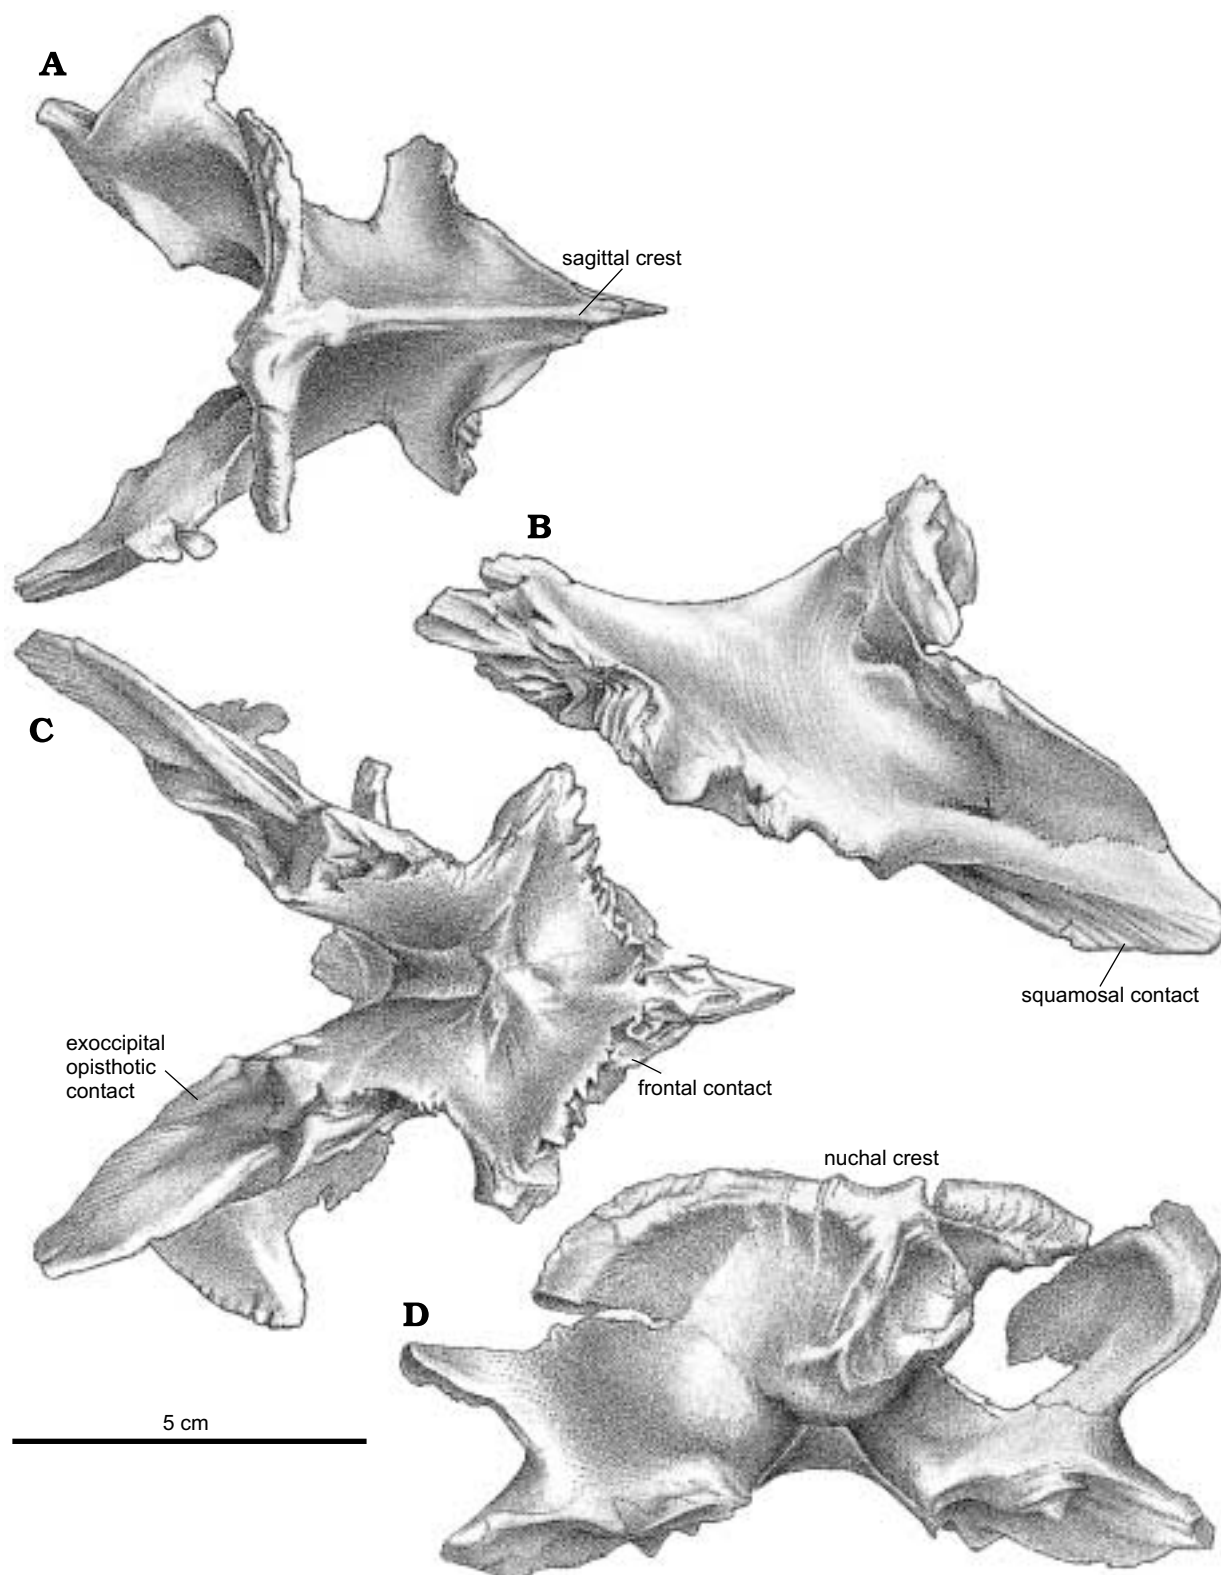 A
sagittal crest
B
squamosal contact
C
exoccipital
opisthotic
contact
frontal contact
nuchal crest
D
5 cm